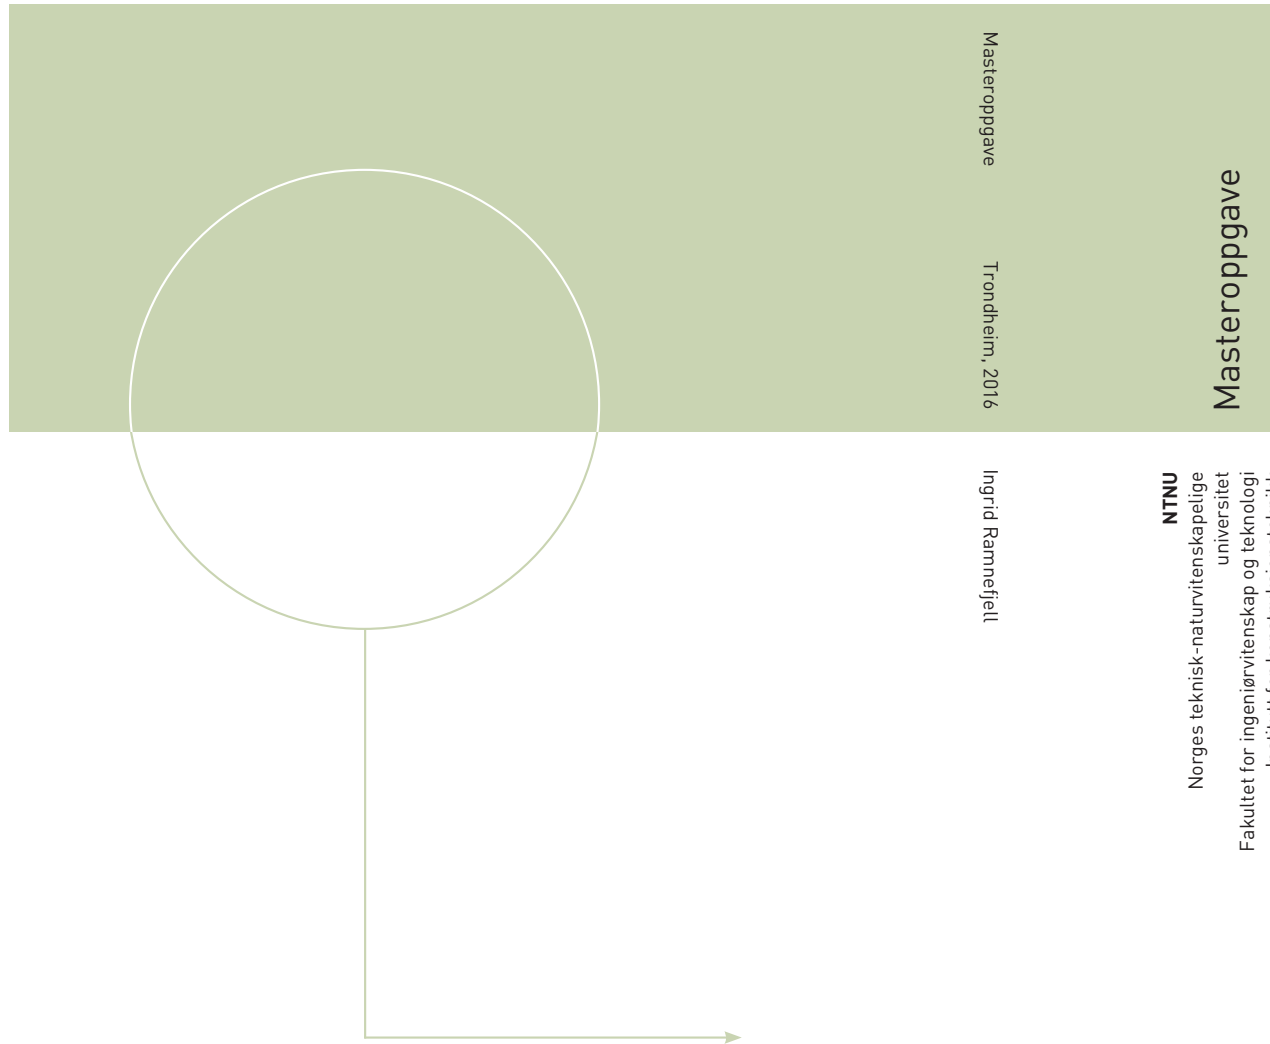 Masteroppgave
Trondheim, 2016
Ingrid Ramnefjell
Masteroppgave
NTNU
Norges teknisk-naturvitenskapelige
universitet
Fakultet for ingeniørvitenskap og teknologi